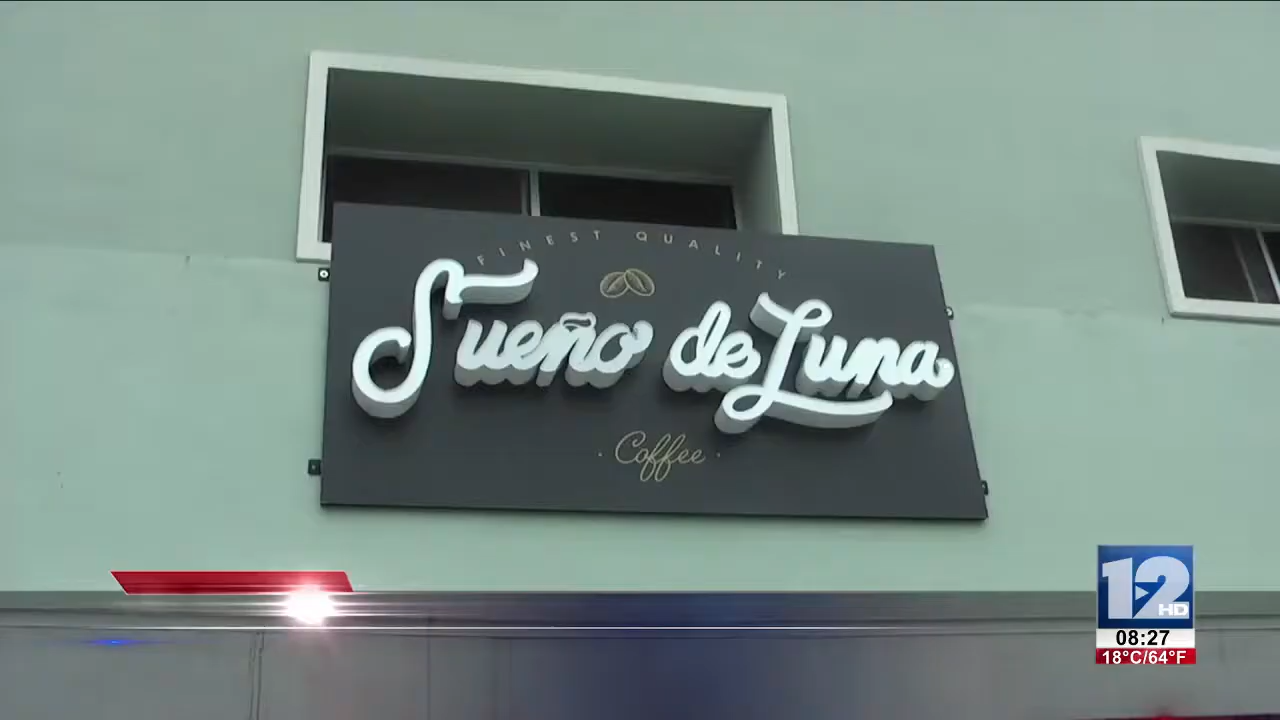 FINEST QUALITY
Sueño de Luna
· Coffee ·
12
HD
08:27
18°C/64°F